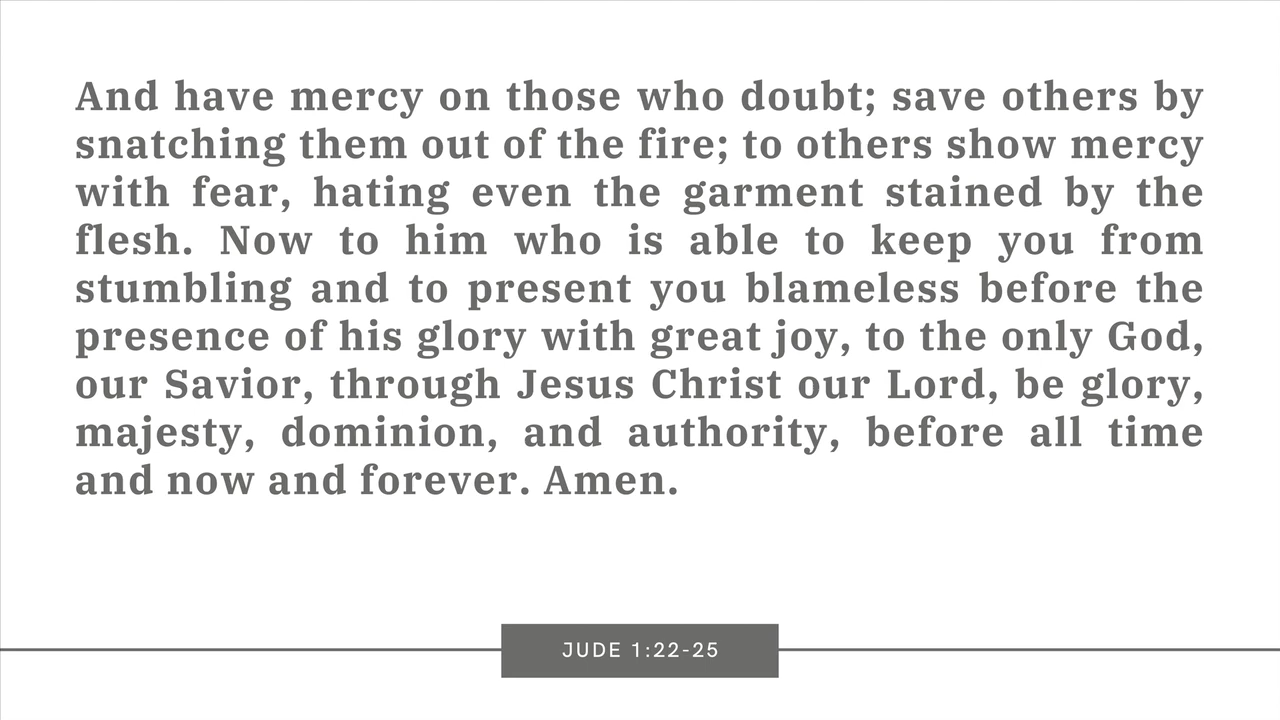 And have mercy on those who doubt; save others by
snatching them out of the fire; to others show mercy
with fear, hating even the garment stained by the
flesh. Now to him who is able to keep you from
stumbling and to present you blameless before the
presence of his glory with great joy, to the only God,
our Savior, through Jesus Christ our Lord, be glory,
majesty, dominion, and authority, before all time
and now and forever. Amen.
JUDE 1:22-25